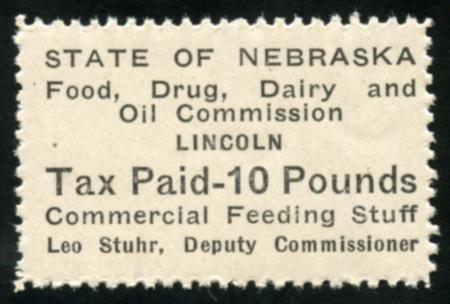 STATE OF NEBRASKA
Food, Drug, Dairy and
Oil Commission
LINCOLN
Tax Paid-10 Pounds
Commercial Feeding Stuff
Leo Stuhr, Deputy Commissioner